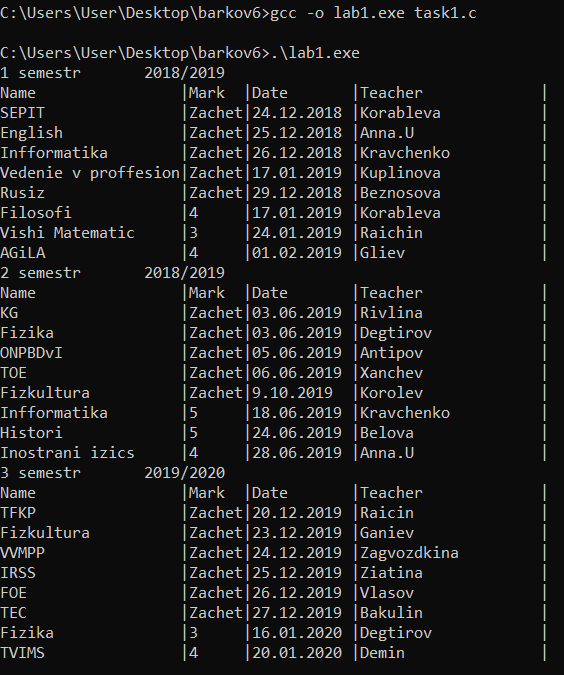 C:\Users\User\Desktop\barkov6>gcc -o lab1.exe task1.c
C:\Users\User\Desktop\barkov6>.\lab1.exe
1 semestr       2018/2019
Name                |Mark  |Date       |Teacher             |
SEPIT               |Zachet|24.12.2018 |Korableva           |
English             |Zachet|25.12.2018 |Anna.U              |
Infformatika        |Zachet|26.12.2018 |Kravchenko          |
Vedenie v proffesion|Zachet|17.01.2019 |Kuplinova           |
Rusiz               |Zachet|29.12.2018 |Beznosova           |
Filosofi            |4     |17.01.2019 |Korableva           |
Vishi Matematic     |3     |24.01.2019 |Raichin             |
AGiLA               |4     |01.02.2019 |Gliev               |
2 semestr       2018/2019
Name                |Mark  |Date       |Teacher             |
KG                  |Zachet|03.06.2019 |Rivlina             |
Fizika              |Zachet|03.06.2019 |Degtirov            |
ONPBDvI             |Zachet|05.06.2019 |Antipov             |
TOE                 |Zachet|06.06.2019 |Xanchev             |
Fizkultura          |Zachet|9.10.2019  |Korolev             |
Infformatika        |5     |18.06.2019 |Kravchenko          |
Histori             |5     |24.06.2019 |Belova              |
Inostrani izics     |4     |28.06.2019 |Anna.U              |
3 semestr       2019/2020
Name                |Mark  |Date       |Teacher             |
TFKP                |Zachet|20.12.2019 |Raicin              |
Fizkultura          |Zachet|23.12.2019 |Ganiev              |
VVMPP               |Zachet|24.12.2019 |Zagvozdkina         |
IRSS                |Zachet|25.12.2019 |Ziatina             |
FOE                 |Zachet|26.12.2019 |Vlasov              |
TEC                 |Zachet|27.12.2019 |Bakulin             |
Fizika              |3     |16.01.2020 |Degtirov            |
TVIMS               |4     |20.01.2020 |Demin               |